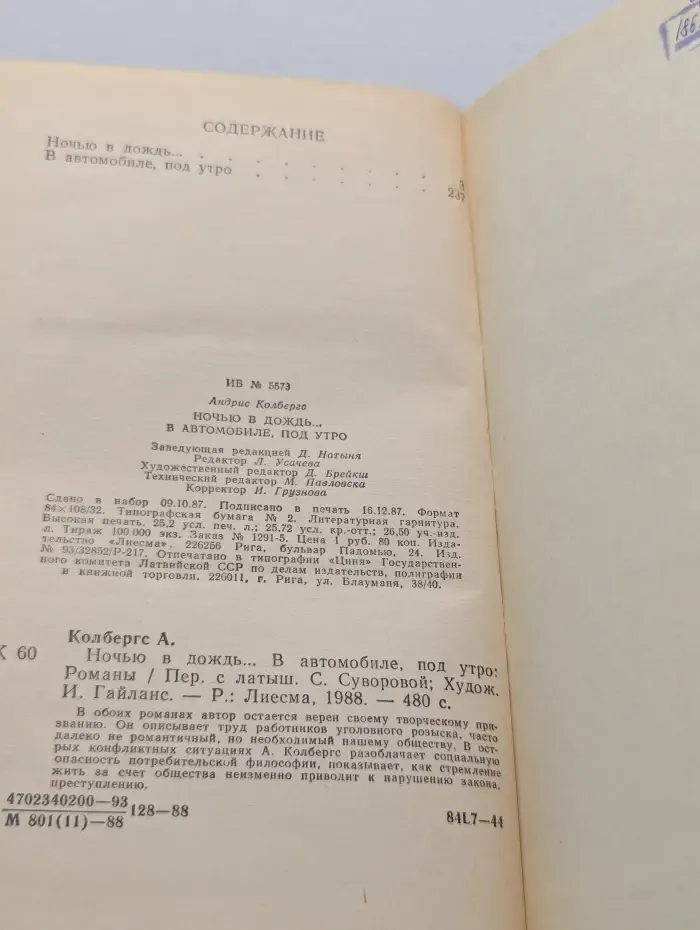 186
СОДЕРЖАНИЕ
Ночью в дождь... . . . . . . . . 3
В автомобиле, под утро . . . . . . . 237
ИБ № 5573
Андрис Колбергс
НОЧЬЮ В ДОЖДЬ...
В АВТОМОБИЛЕ, ПОД УТРО
Заведующая редакцией Д. Натыня
Редактор Л. Усачева
Художественный редактор Д. Брейкш
Технический редактор М. Павловска
Корректор И. Грузнова
Сдано в набор 09.10.87. Подписано в печать 16.12.87. Формат
84×108/32. Типографская бумага № 2. Литературная гарнитура.
Высокая печать. 25,2 усл. печ. л.; 25,72 усл. кр.-отт.; 26,50 уч.-изд.
л. Тираж 100 000 экз. Заказ № 1291-5. Цена 1 руб. 80 коп. Изда-
тельство «Лиесма», 226256 Рига, бульвар Падомью, 24. Изд.
№ 93/32852/Р-217. Отпечатано в типографии «Циня» Государствен-
ного комитета Латвийской ССР по делам издательств, полиграфии
и книжной торговли. 226011, г. Рига, ул. Блауманя, 38/40.
Колбергс А.
К 60 Ночью в дождь... В автомобиле, под утро:
Романы / Пер. с латыш. С. Суворовой; Худож.
И. Гайланс. — Р.: Лиесма, 1988. — 480 с.
В обоих романах автор остается верен своему творческому при-
званию. Он описывает труд работников уголовного розыска, часто
далеко не романтичный, но необходимый нашему обществу. В ост-
рых конфликтных ситуациях А. Колбергс разоблачает социальную
опасность потребительской философии, показывает, как стремление
жить за счет общества неизменно приводит к нарушению закона,
преступлению.
4702340200—93
128—88
М 801(11)—88
84L7—44